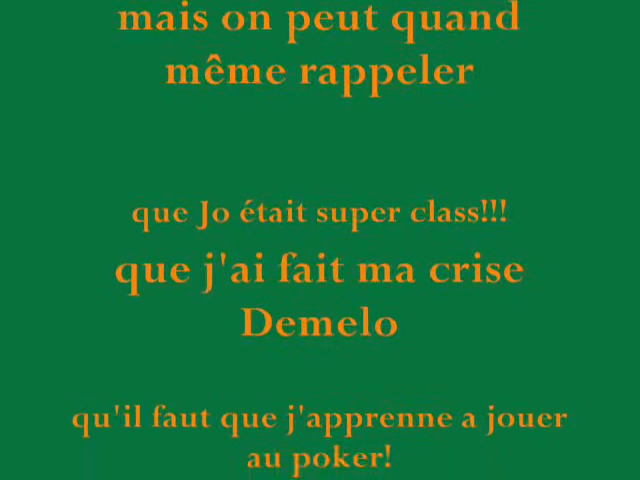 mais on peut quand
même rappeler
que Jo était super class!!!
que j'ai fait ma crise
Demelo
qu'il faut que j'apprenne a jouer
au poker!